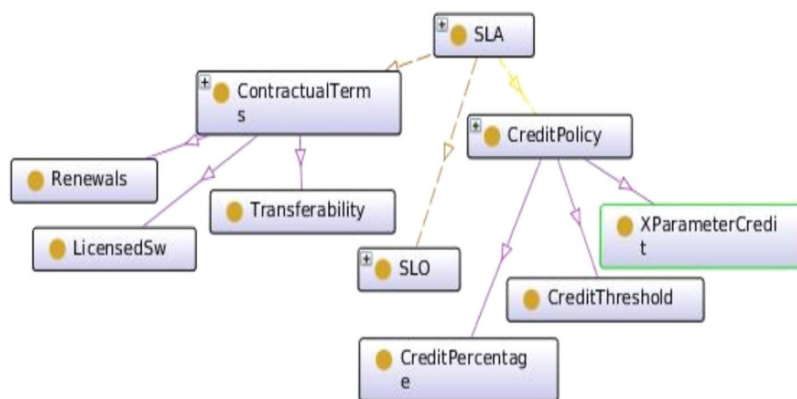 SLA
ContractualTerm
s
CreditPolicy
Renewals
Transferability
XParameterCredi
t
LicensedSw
SLO
CreditThreshold
CreditPercentag
e